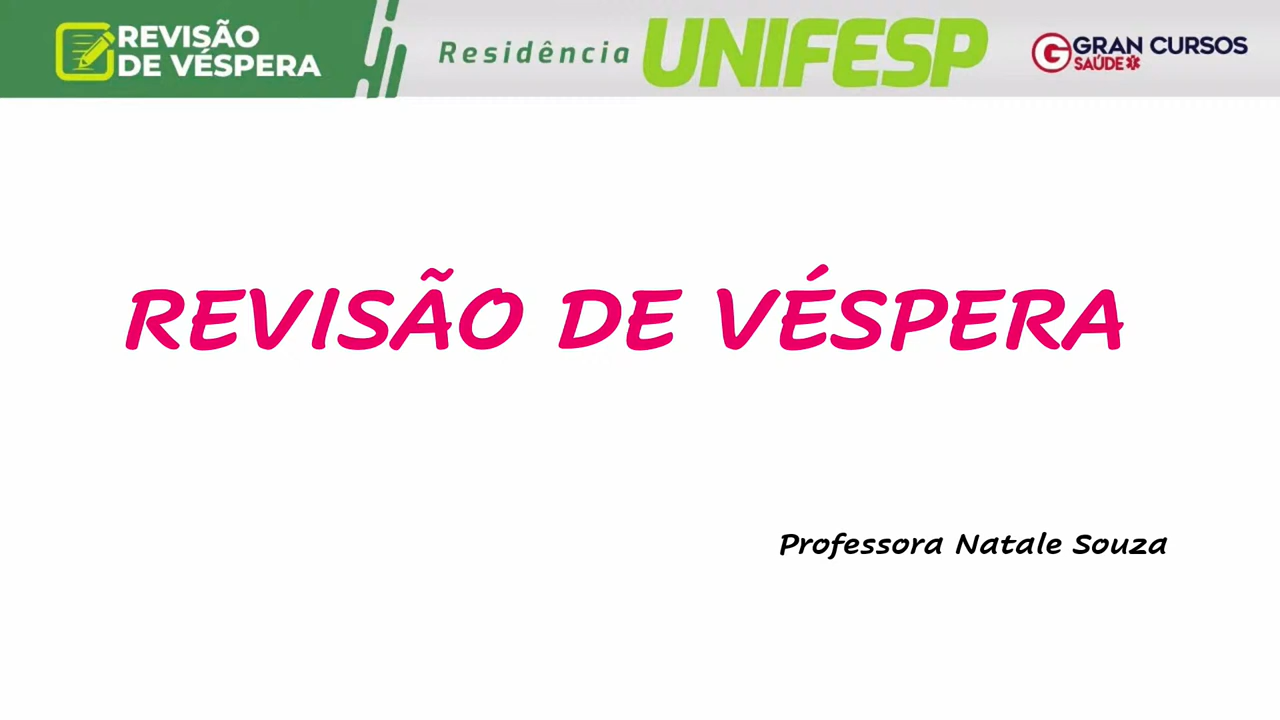 REVISÃO
DE VÉSPERA
Residência UNIFESP
GRAN CURSOS
SAÚDE
REVISÃO DE VÉSPERA
Professora Natale Souza